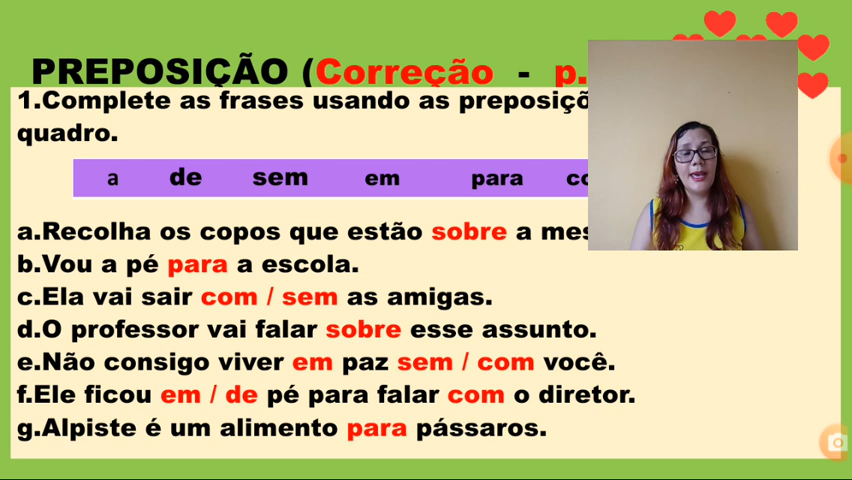 PREPOSIÇÃO (Correção - p.
1.Complete as frases usando as
quadro.
a de sem em para
a.Recolha os copos que estão sobre a
b.Vou a pé para a escola.
c.Ela vai sair com / sem as amigas.
d.O professor vai falar sobre esse assunto.
e.Não consigo viver em paz sem / com você.
f.Ele ficou em / de pé para falar com o diretor.
g.Alpiste é um alimento para pássaros.